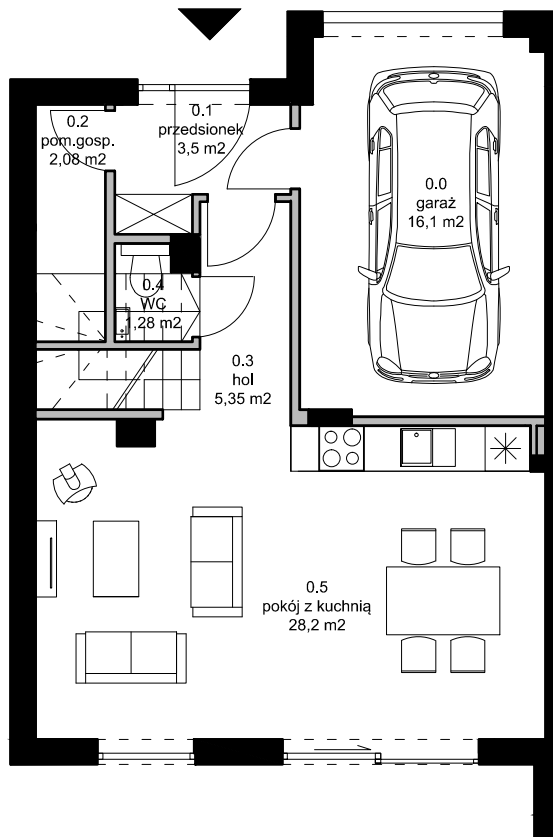 0.1
przedsionek
3,5 m2
0.2
pom.gosp.
2,08 m2
0.0
garaż
16,1 m2
0.4
WC
1,28 m2
0.3
hol
5,35 m2
0.5
pokój z kuchnią
28,2 m2